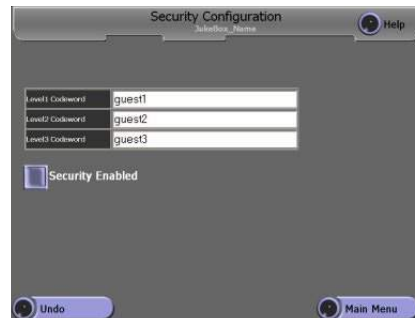 Security Configuration
JukeBox_Name
Help
Level1 Codeword guest1
Level2 Codeword guest2
Level3 Codeword guest3
Security Enabled
Undo
Main Menu